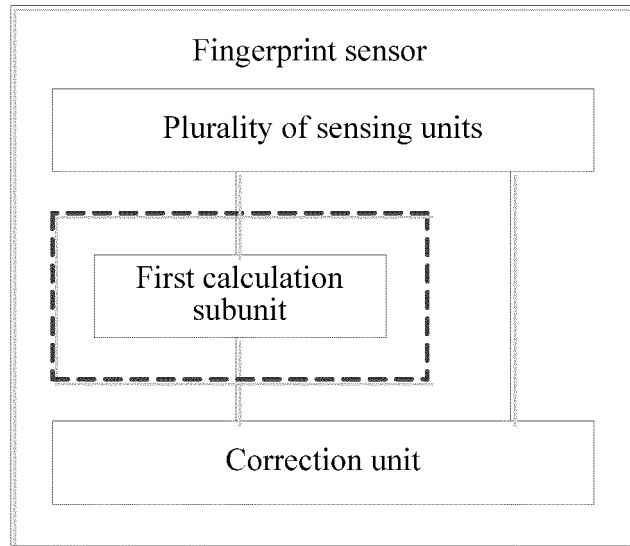 Fingerprint sensor
Plurality of sensing units
First calculation
subunit
Correction unit